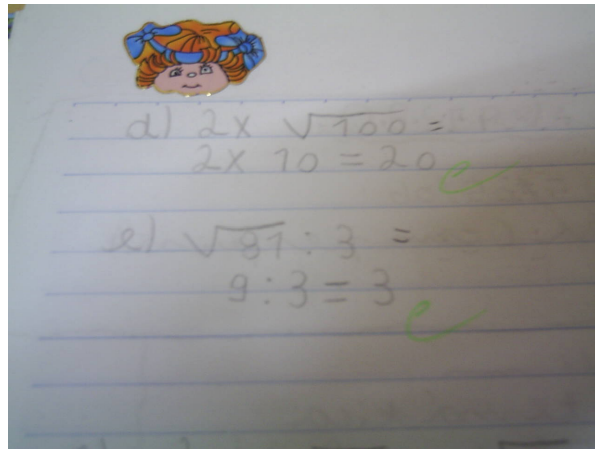 d) 2x √100 =
2x 10 = 20
e) √81 : 3 =
9 : 3 = 3